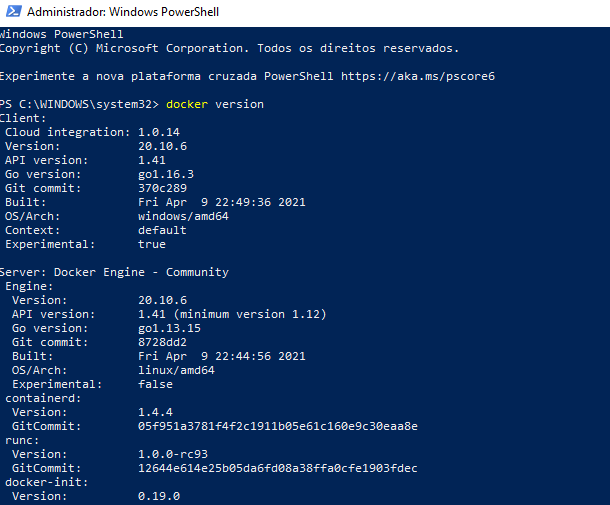 Administrador: Windows PowerShell
Windows PowerShell
Copyright (C) Microsoft Corporation. Todos os direitos reservados.
Experimente a nova plataforma cruzada PowerShell https://aka.ms/pscore6
PS C:\WINDOWS\system32> docker version
Client:
Cloud integration: 1.0.14
Version: 20.10.6
API version: 1.41
Go version: go1.16.3
Git commit: 370c289
Built: Fri Apr 9 22:49:36 2021
OS/Arch: windows/amd64
Context: default
Experimental: true
Server: Docker Engine - Community
Engine:
Version: 20.10.6
API version: 1.41 (minimum version 1.12)
Go version: go1.13.15
Git commit: 8728dd2
Built: Fri Apr 9 22:44:56 2021
OS/Arch: linux/amd64
Experimental: false
containerd:
Version: 1.4.4
GitCommit: 05f951a3781f4f2c1911b05e61c160e9c30eaa8e
runc:
Version: 1.0.0-rc93
GitCommit: 12644e614e25b05da6fd08a38ffa0cfe1903fdec
docker-init:
Version: 0.19.0